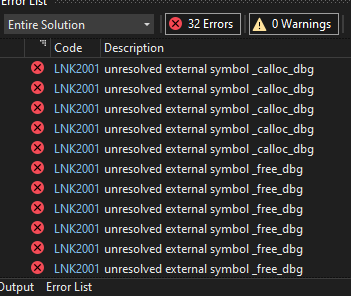 Error List
Entire Solution 32 Errors 0 Warnings
Code Description
LNK2001 unresolved external symbol _calloc_dbg
LNK2001 unresolved external symbol _calloc_dbg
LNK2001 unresolved external symbol _calloc_dbg
LNK2001 unresolved external symbol _calloc_dbg
LNK2001 unresolved external symbol _calloc_dbg
LNK2001 unresolved external symbol _free_dbg
LNK2001 unresolved external symbol _free_dbg
LNK2001 unresolved external symbol _free_dbg
LNK2001 unresolved external symbol _free_dbg
LNK2001 unresolved external symbol _free_dbg
LNK2001 unresolved external symbol _free_dbg
Output Error List